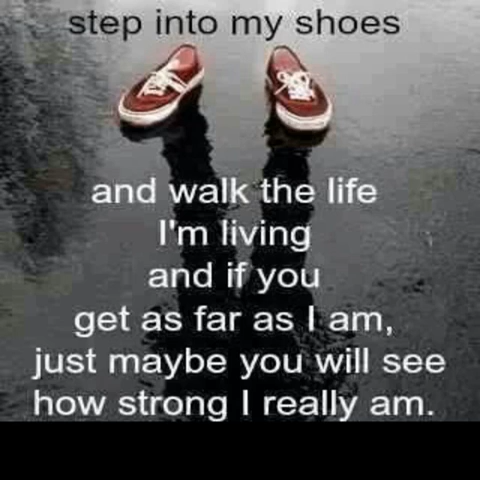 step into my shoes
and walk the life
I'm living
and if you
get as far as I am,
just maybe you will see
how strong I really am.